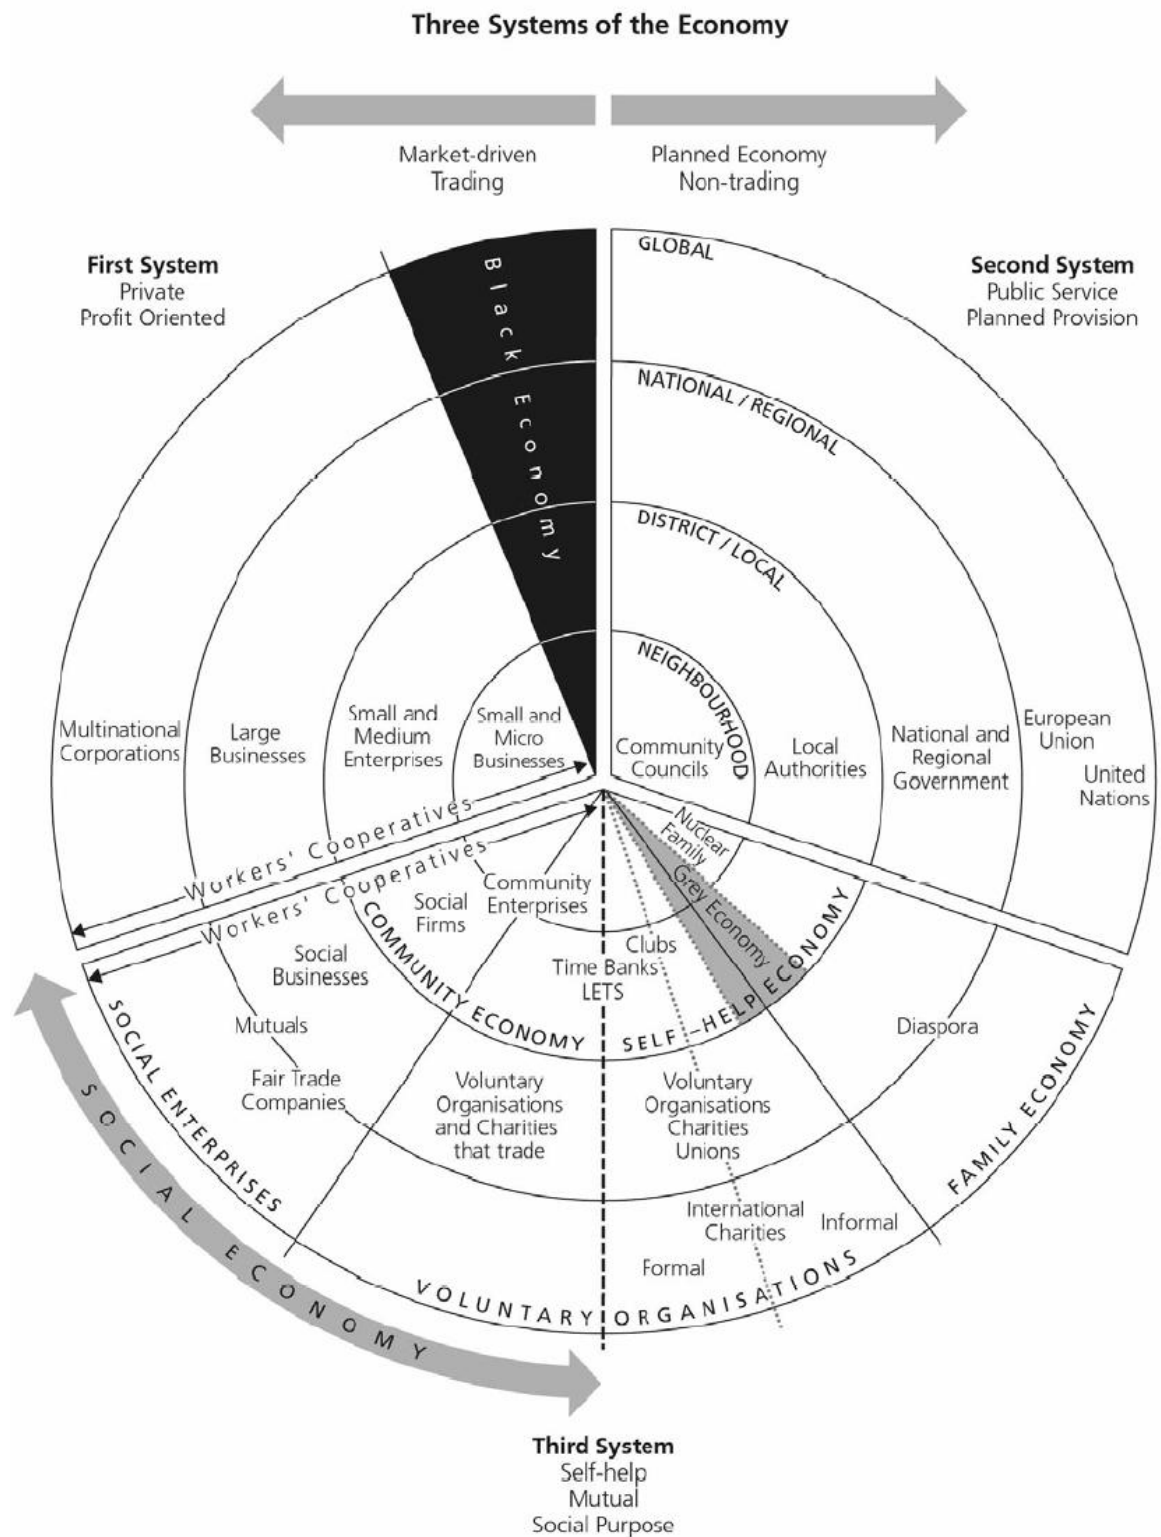 Three Systems of the Economy
Market-driven
Trading
Planned Economy
Non-trading
First System
Private
Profit Oriented
Second System
Public Service
Planned Provision
Black Economy
GLOBAL
NATIONAL / REGIONAL
DISTRICT / LOCAL
NEIGHBOURHOOD
Multinational
Corporations
Large
Businesses
Small and
Medium
Enterprises
Small and
Micro
Businesses
Community
Councils
Local
Authorities
National and
Regional
Government
European
Union
United
Nations
Workers' Cooperatives
Workers' Cooperatives
Nuclear
Family
Grey Economy
Community
Enterprises
Social
Firms
Social
Businesses
Mutuals
Fair Trade
Companies
Clubs
Time Banks
LETS
COMMUNITY ECONOMY
SELF-HELP ECONOMY
Diaspora
Voluntary
Organisations
and Charities
that trade
Voluntary
Organisations
Charities
Unions
International
Charities
Informal
Formal
SOCIAL ENTERPRISES
VOLUNTARY ORGANISATIONS
FAMILY ECONOMY
SOCIAL ECONOMY
Third System
Self-help
Mutual
Social Purpose